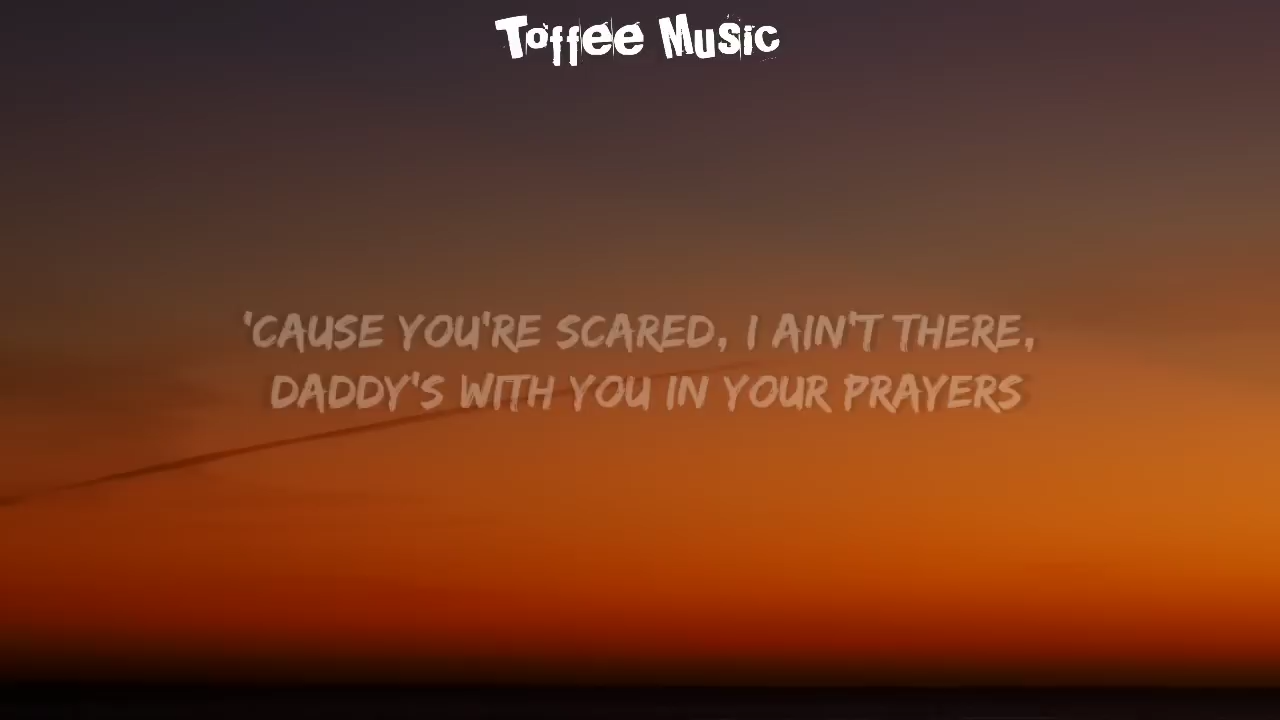 Toffee Music
'CAUSE YOU'RE SCARED, I AIN'T THERE,
DADDY'S WITH YOU IN YOUR PRAYERS